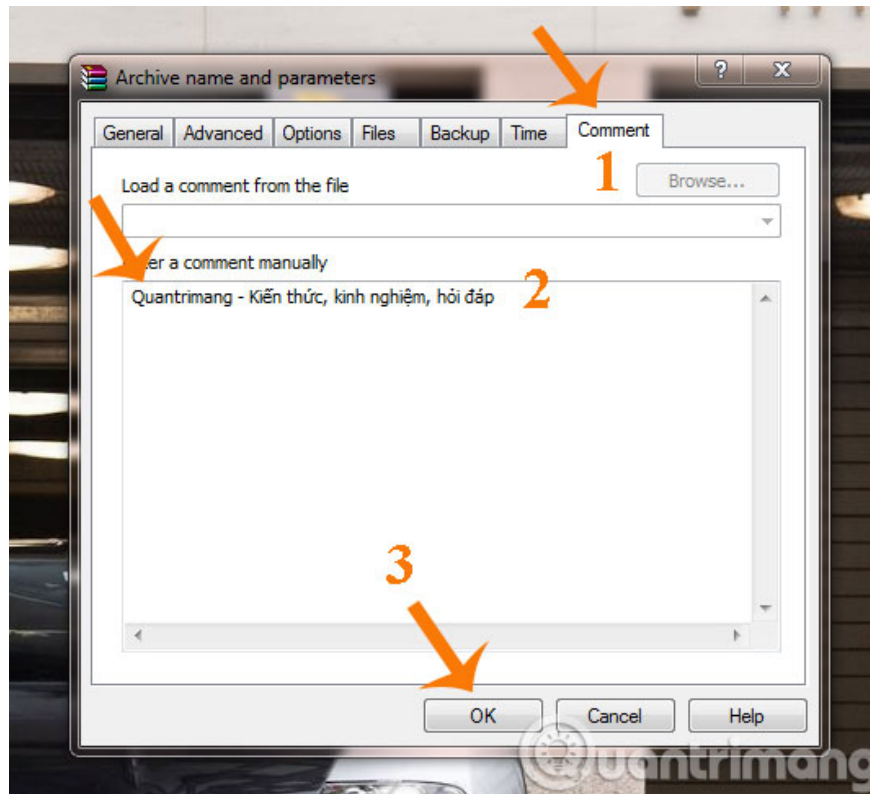 Archive name and parameters
General Advanced Options Files Backup Time Comment
1
Load a comment from the file Browse...
a comment manually
Quantrimang - Kiến thức, kinh nghiệm, hỏi đáp
2
3
OK Cancel Help
Quantrimang